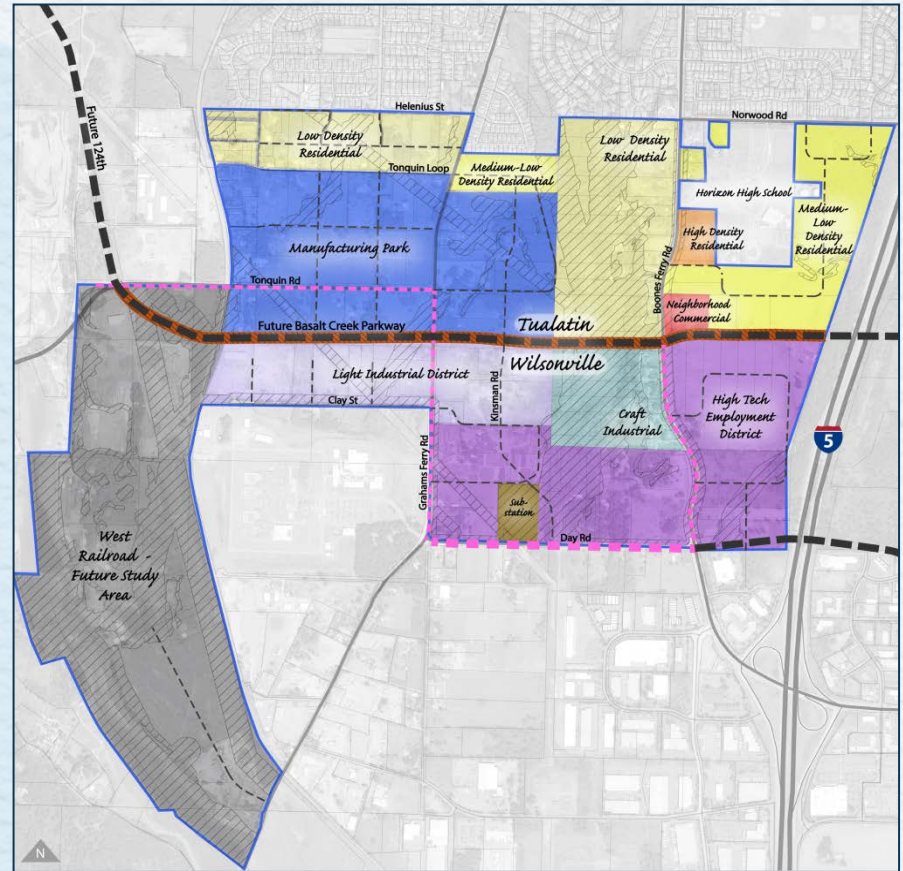 Future 124th
Helenius St
Norwood Rd
Low Density
Residential
Low Density
Residential
Tonquin Loop
Medium-Low
Density Residential
Horizon High School
Medium-
Low
Density
Residential
High Density
Residential
Manufacturing Park
Boones Ferry Rd
Tonquin Rd
Neighborhood
Commercial
Future Basalt Creek Parkway
Tualatin
Wilsonville
Light Industrial District
Kinsman Rd
Clay St
Craft
Industrial
High Tech
Employment
District
5
Grahams Ferry Rd
Sub-
station
Day Rd
West
Railroad -
Future Study
Area
N